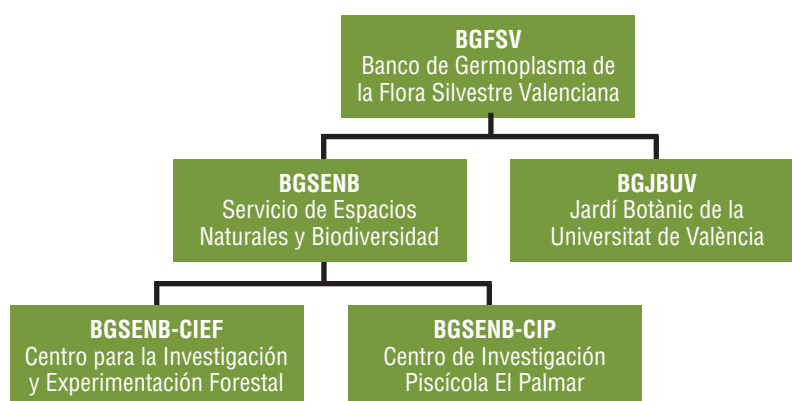 BGFSV
Banco de Germoplasma de
la Flora Silvestre Valenciana
BGSENB
Servicio de Espacios
Naturales y Biodiversidad
BGJBUV
Jardí Botànic de la
Universitat de València
BGSENB-CIEF
Centro para la Investigación
y Experimentación Forestal
BGSENB-CIP
Centro de Investigación
Piscícola El Palmar